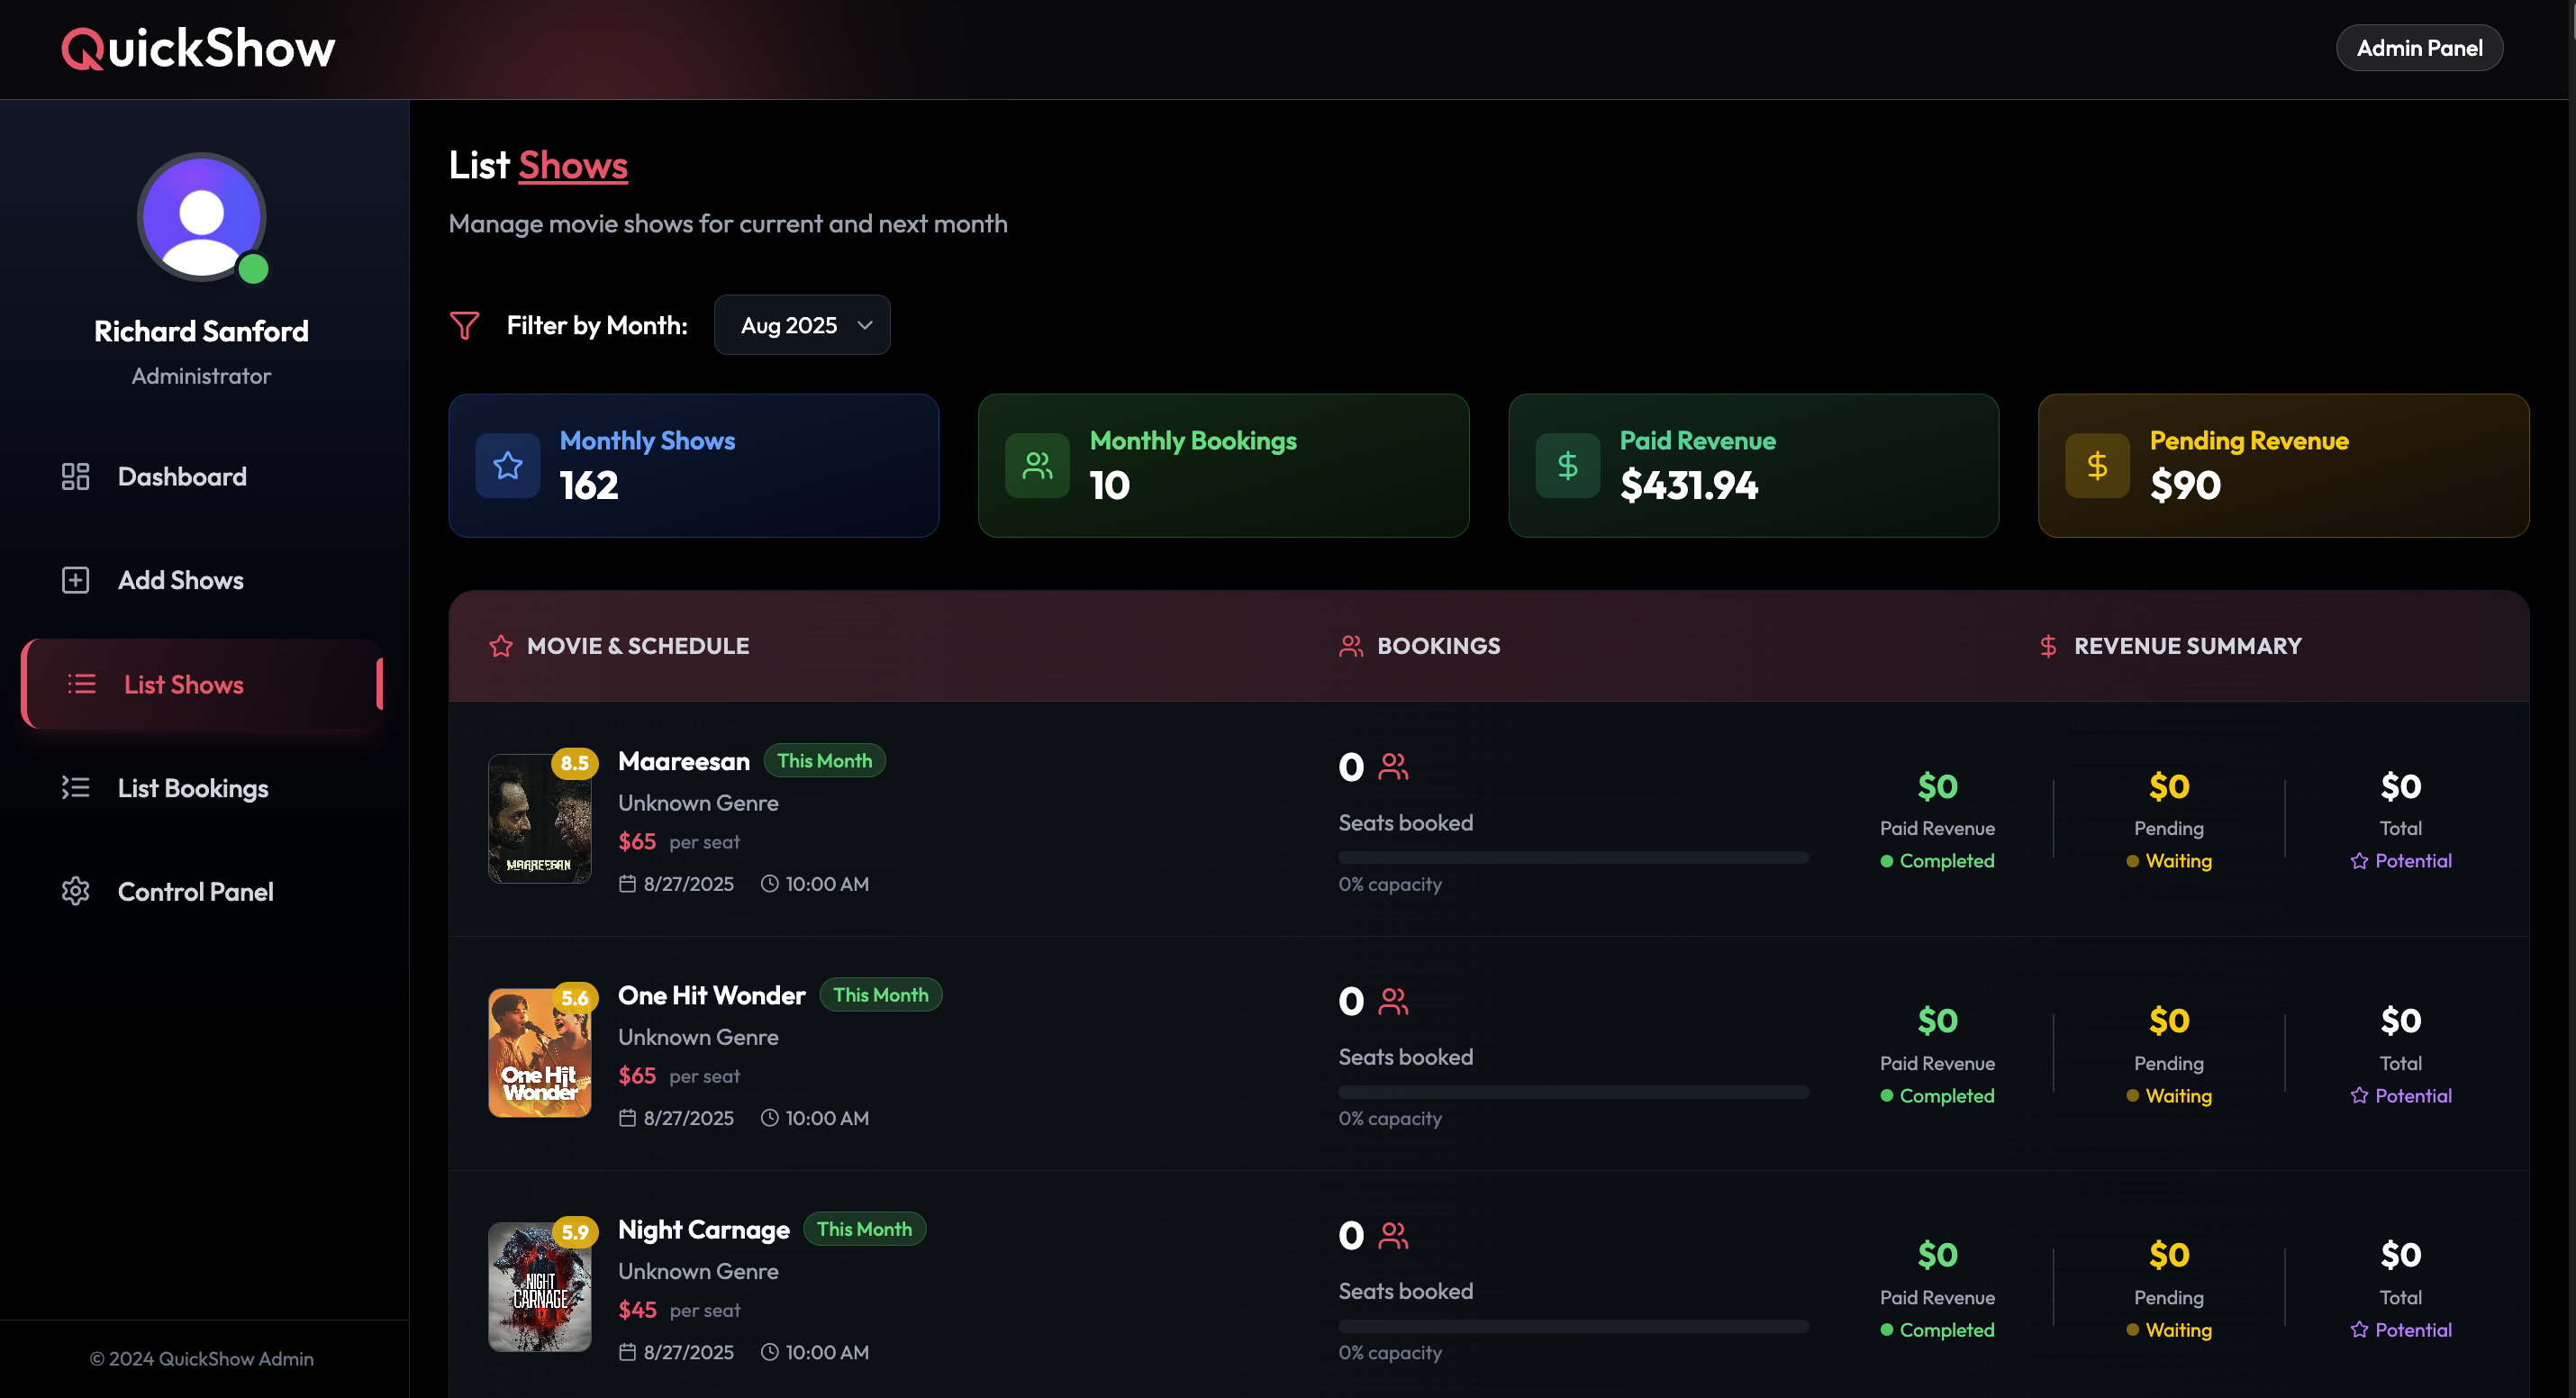 QuickShow
Admin Panel
Richard Sanford
Administrator
Dashboard
Add Shows
List Shows
List Bookings
Control Panel
© 2024 QuickShow Admin
List Shows
Manage movie shows for current and next month
Filter by Month: Aug 2025
Monthly Shows
162
Monthly Bookings
10
Paid Revenue
$431.94
Pending Revenue
$90
MOVIE & SCHEDULE BOOKINGS REVENUE SUMMARY
8.5
MAAREESAN
Maareesan This Month
Unknown Genre
$65 per seat
8/27/2025 10:00 AM
0
Seats booked
0% capacity
$0
Paid Revenue
Completed
$0
Pending
Waiting
$0
Total
Potential
5.6
One Hit
Wonder
One Hit Wonder This Month
Unknown Genre
$65 per seat
8/27/2025 10:00 AM
0
Seats booked
0% capacity
$0
Paid Revenue
Completed
$0
Pending
Waiting
$0
Total
Potential
5.9
NIGHT
CARNAGE
Night Carnage This Month
Unknown Genre
$45 per seat
8/27/2025 10:00 AM
0
Seats booked
0% capacity
$0
Paid Revenue
Completed
$0
Pending
Waiting
$0
Total
Potential